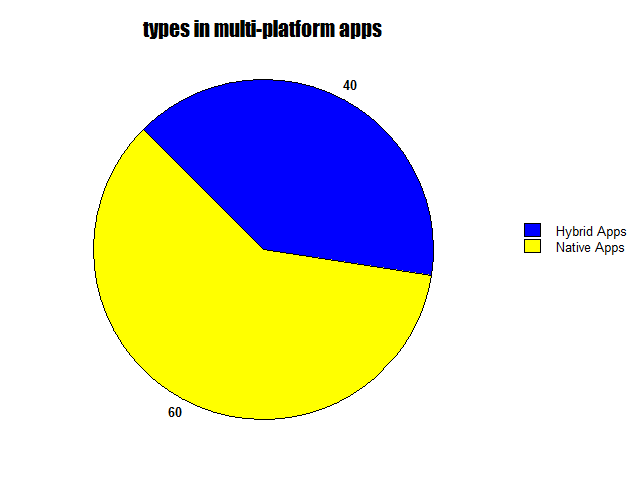 types in multi-platform apps
40
Hybrid Apps
Native Apps
60